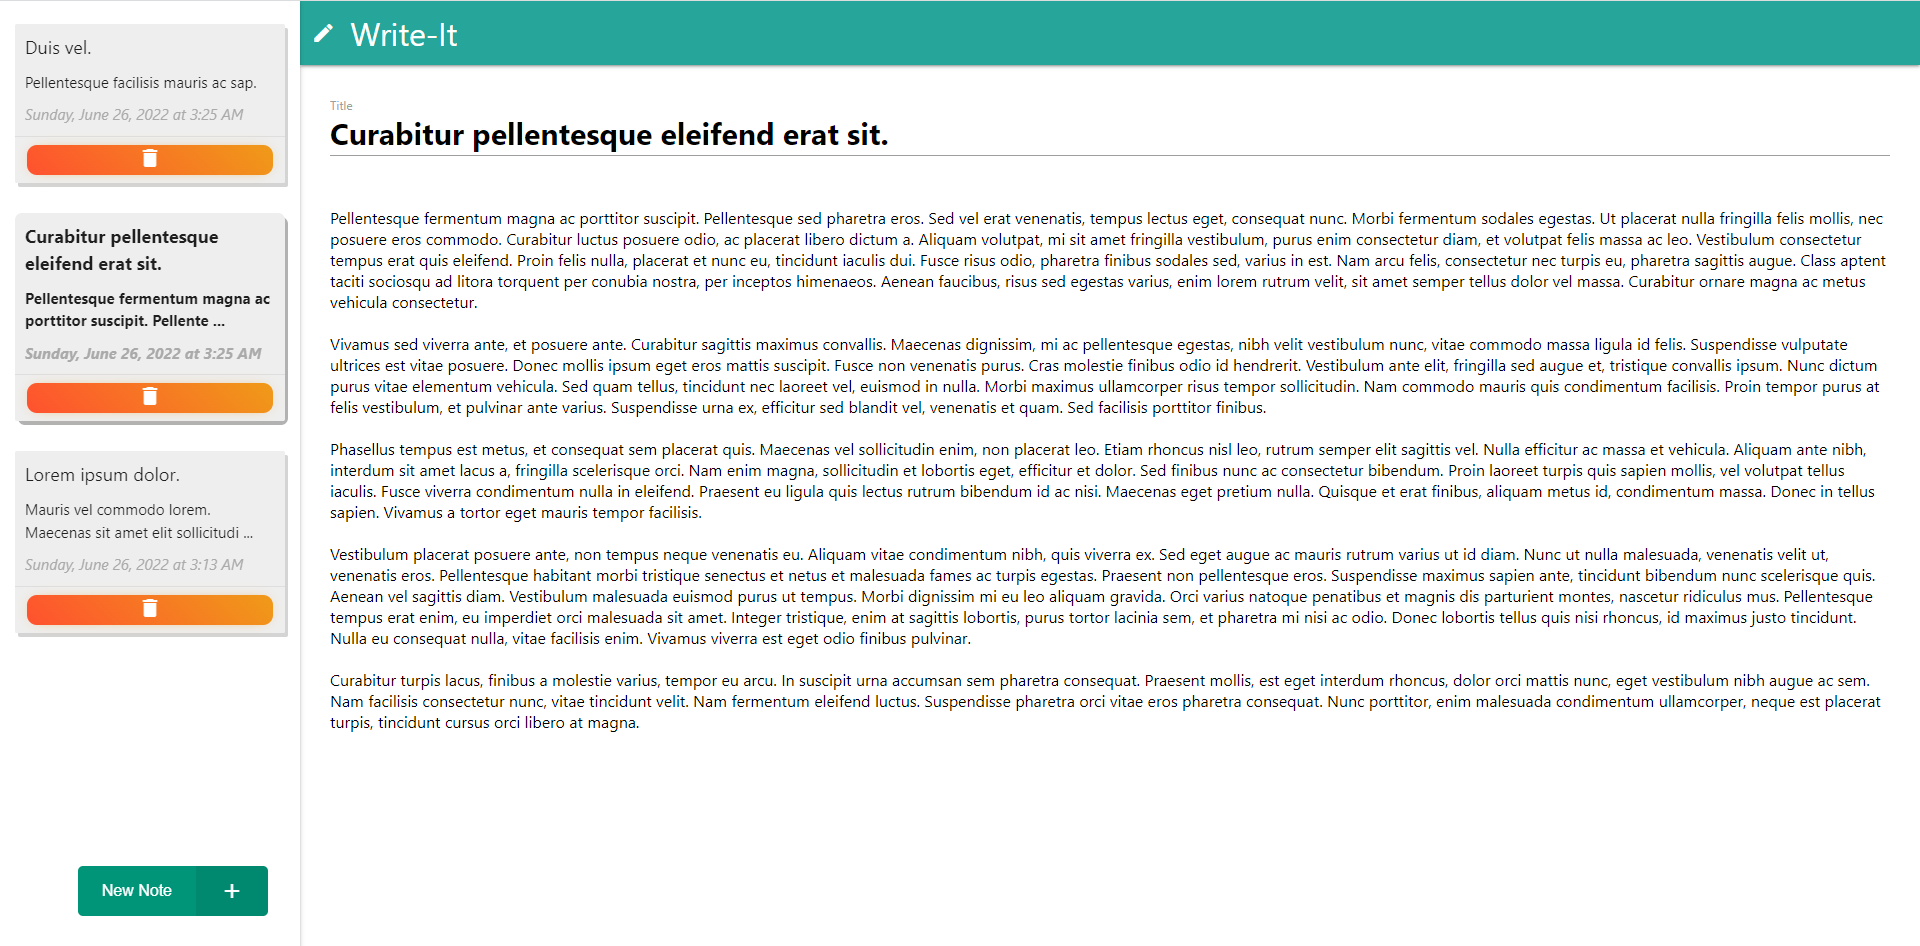 Duis vel.
Pellentesque facilisis mauris ac sap.
Sunday, June 26, 2022 at 3:25 AM
Curabitur pellentesque
eleifend erat sit.
Pellentesque fermentum magna ac
porttitor suscipit. Pellente ...
Sunday, June 26, 2022 at 3:25 AM
Lorem ipsum dolor.
Mauris vel commodo lorem.
Maecenas sit amet elit sollicitudi ...
Sunday, June 26, 2022 at 3:13 AM
New Note +
Write-It
Title
Curabitur pellentesque eleifend erat sit.
Pellentesque fermentum magna ac porttitor suscipit. Pellentesque sed pharetra eros. Sed vel erat venenatis, tempus lectus eget, consequat nunc. Morbi fermentum sodales egestas. Ut placerat nulla fringilla felis mollis, nec
posuere eros commodo. Curabitur luctus posuere odio, ac placerat libero dictum a. Aliquam volutpat, mi sit amet fringilla vestibulum, purus enim consectetur diam, et volutpat felis massa ac leo. Vestibulum consectetur
tempus erat quis eleifend. Proin felis nulla, placerat et nunc eu, tincidunt iaculis dui. Fusce risus odio, pharetra finibus sodales sed, varius in est. Nam arcu felis, consectetur nec turpis eu, pharetra sagittis augue. Class aptent
taciti sociosqu ad litora torquent per conubia nostra, per inceptos himenaeos. Aenean faucibus, risus sed egestas varius, enim lorem rutrum velit, sit amet semper tellus dolor vel massa. Curabitur ornare magna ac metus
vehicula consectetur.
Vivamus sed viverra ante, et posuere ante. Curabitur sagittis maximus convallis. Maecenas dignissim, mi ac pellentesque egestas, nibh velit vestibulum nunc, vitae commodo massa ligula id felis. Suspendisse vulputate
ultrices est vitae posuere. Donec mollis ipsum eget eros mattis suscipit. Fusce non venenatis purus. Cras molestie finibus odio id hendrerit. Vestibulum ante elit, fringilla sed augue et, tristique convallis ipsum. Nunc dictum
purus vitae elementum vehicula. Sed quam tellus, tincidunt nec laoreet vel, euismod in nulla. Morbi maximus ullamcorper risus tempor sollicitudin. Nam commodo mauris quis condimentum facilisis. Proin tempor purus at
felis vestibulum, et pulvinar ante varius. Suspendisse urna ex, efficitur sed blandit vel, venenatis et quam. Sed facilisis porttitor finibus.
Phasellus tempus est metus, et consequat sem placerat quis. Maecenas vel sollicitudin enim, non placerat leo. Etiam rhoncus nisl leo, rutrum semper elit sagittis vel. Nulla efficitur ac massa et vehicula. Aliquam ante nibh,
interdum sit amet lacus a, fringilla scelerisque orci. Nam enim magna, sollicitudin et lobortis eget, efficitur et dolor. Sed finibus nunc ac consectetur bibendum. Proin laoreet turpis quis sapien mollis, vel volutpat tellus
iaculis. Fusce viverra condimentum nulla in eleifend. Praesent eu ligula quis lectus rutrum bibendum id ac nisi. Maecenas eget pretium nulla. Quisque et erat finibus, aliquam metus id, condimentum massa. Donec in tellus
sapien. Vivamus a tortor eget mauris tempor facilisis.
Vestibulum placerat posuere ante, non tempus neque venenatis eu. Aliquam vitae condimentum nibh, quis viverra ex. Sed eget augue ac mauris rutrum varius ut id diam. Nunc ut nulla malesuada, venenatis velit ut,
venenatis eros. Pellentesque habitant morbi tristique senectus et netus et malesuada fames ac turpis egestas. Praesent non pellentesque eros. Suspendisse maximus sapien ante, tincidunt bibendum nunc scelerisque quis.
Aenean vel sagittis diam. Vestibulum malesuada euismod purus ut tempus. Morbi dignissim mi eu leo aliquam gravida. Orci varius natoque penatibus et magnis dis parturient montes, nascetur ridiculus mus. Pellentesque
tempus erat enim, eu imperdiet orci malesuada sit amet. Integer tristique, enim at sagittis lobortis, purus tortor lacinia sem, et pharetra mi nisi ac odio. Donec lobortis tellus quis nisi rhoncus, id maximus justo tincidunt.
Nulla eu consequat nulla, vitae facilisis enim. Vivamus viverra est eget odio finibus pulvinar.
Curabitur turpis lacus, finibus a molestie varius, tempor eu arcu. In suscipit urna accumsan sem pharetra consequat. Praesent mollis, est eget interdum rhoncus, dolor orci mattis nunc, eget vestibulum nibh augue ac sem.
Nam facilisis consectetur nunc, vitae tincidunt velit. Nam fermentum eleifend luctus. Suspendisse pharetra orci vitae eros pharetra consequat. Nunc porttitor, enim malesuada condimentum ullamcorper, neque est placerat
turpis, tincidunt cursus orci libero at magna.